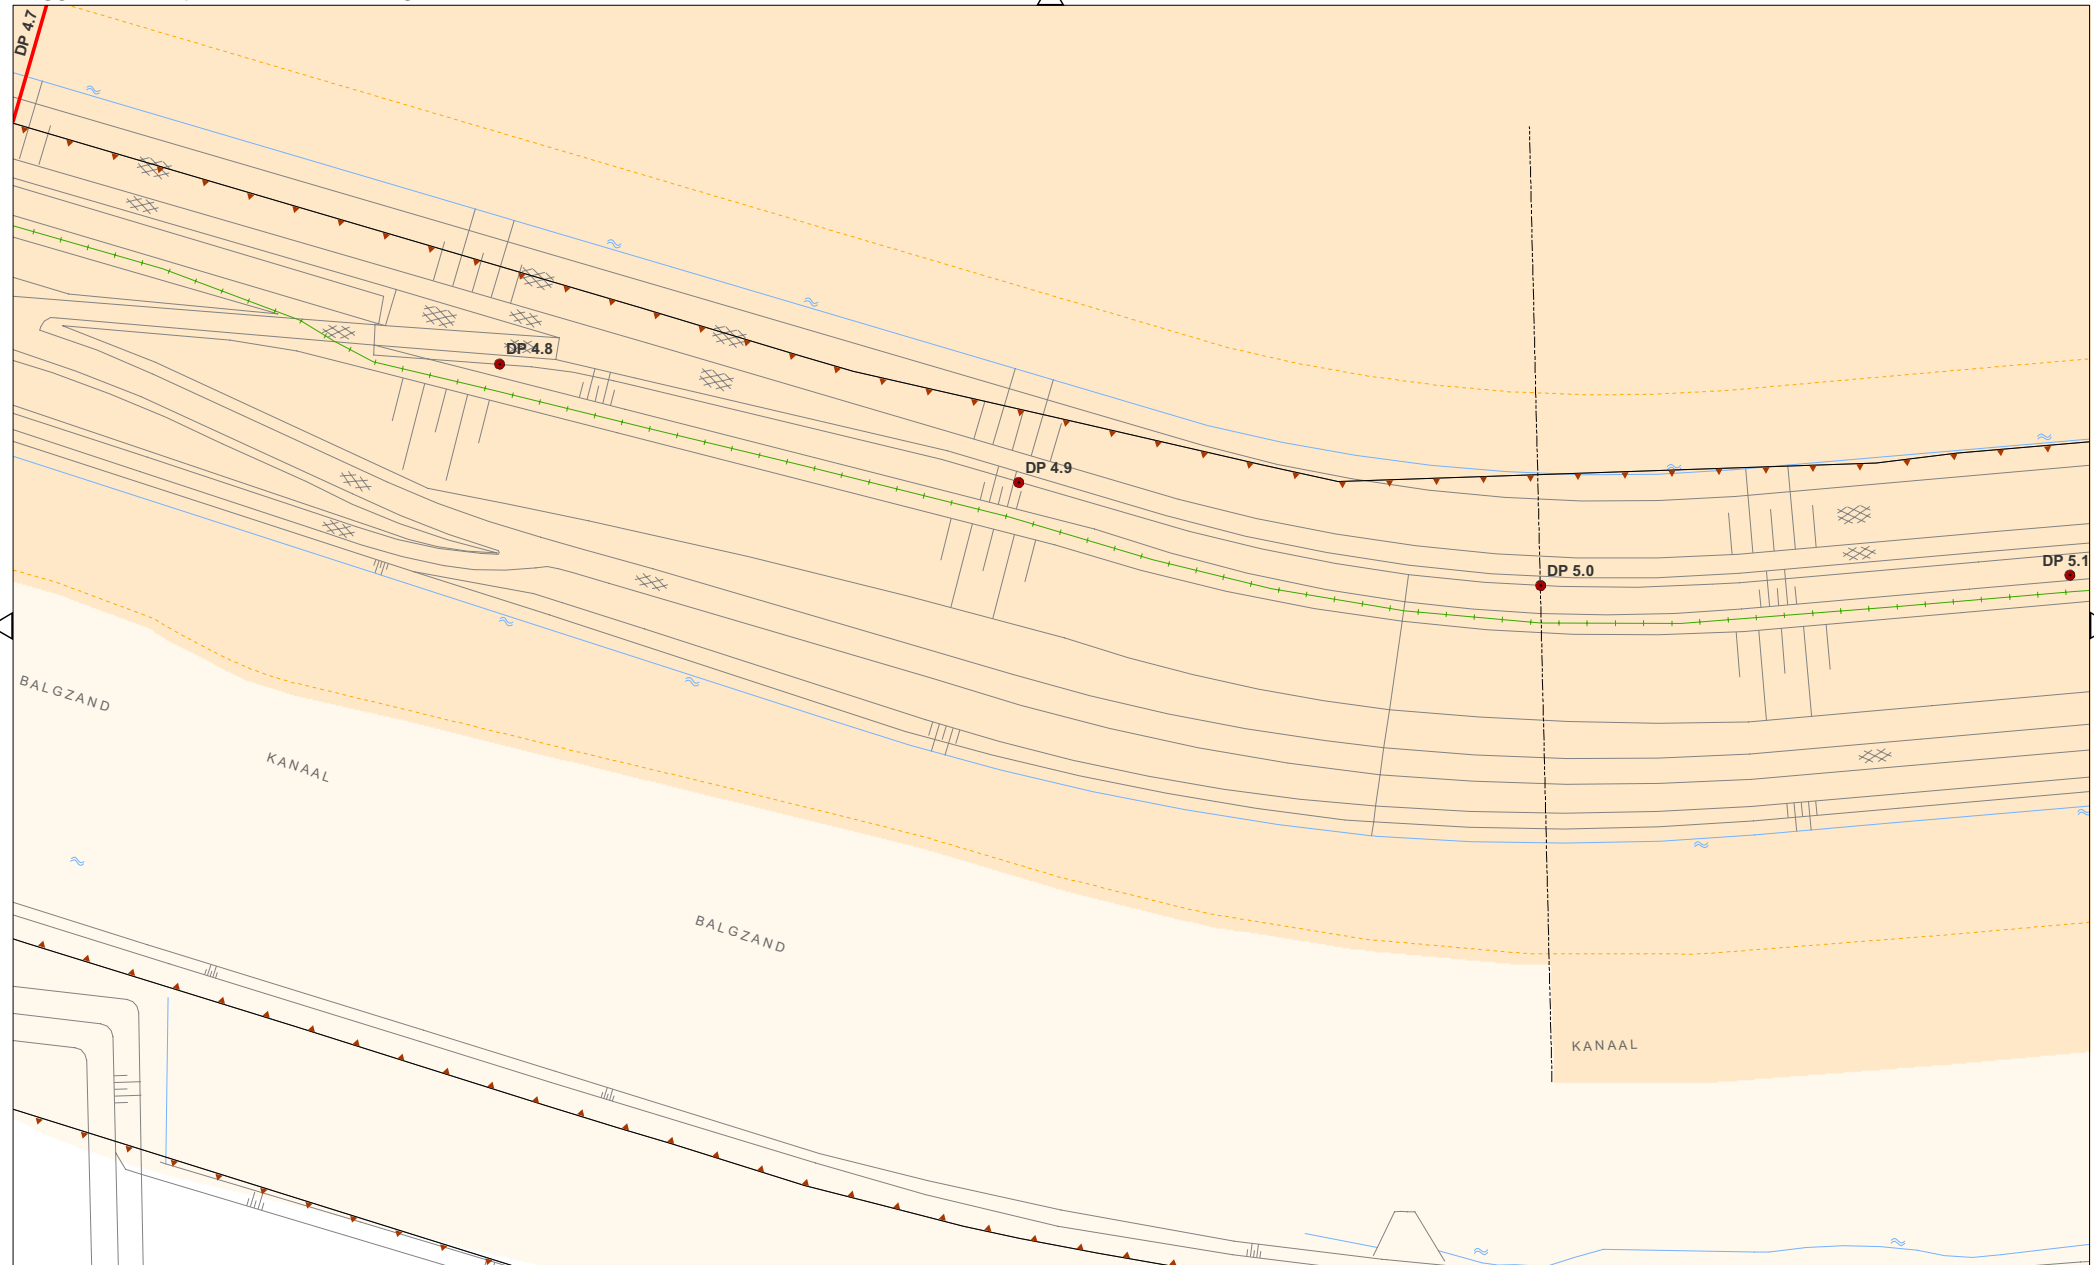 DP 4.7
DP 4.8
DP 4.9
DP 5.0
DP 5.1
BALGZAND
KANAAL
BALGZAND
KANAAL